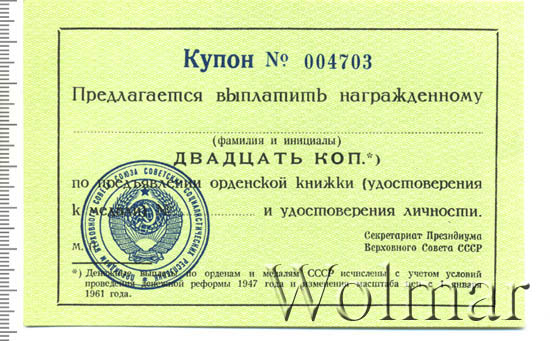 Купон № 004703
Предлагается выплатить награжденному
(фамилия и инициалы)
ДВАДЦАТЬ КОП.*)
по предъявлении орденской книжки (удостоверения
к медали) № и удостоверения личности.
Секретариат Президиума
Верховного Совета СССР
М.
*) Денежные выплаты по орденам и медалям СССР исчислены с учетом условий
проведения денежной реформы 1947 года и изменения масштаба цен с 1 января
1961 года.
Wolmar